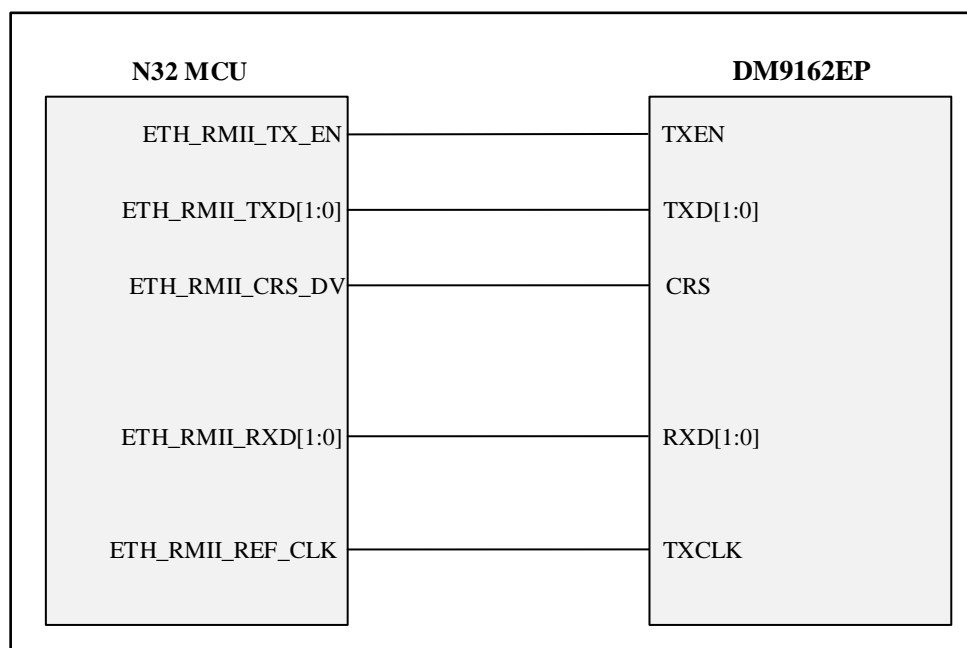 N32 MCU DM9162EP
ETH_RMII_TX_EN TXEN
ETH_RMII_TXD[1:0] TXD[1:0]
ETH_RMII_CRS_DV CRS
ETH_RMII_RXD[1:0] RXD[1:0]
ETH_RMII_REF_CLK TXCLK